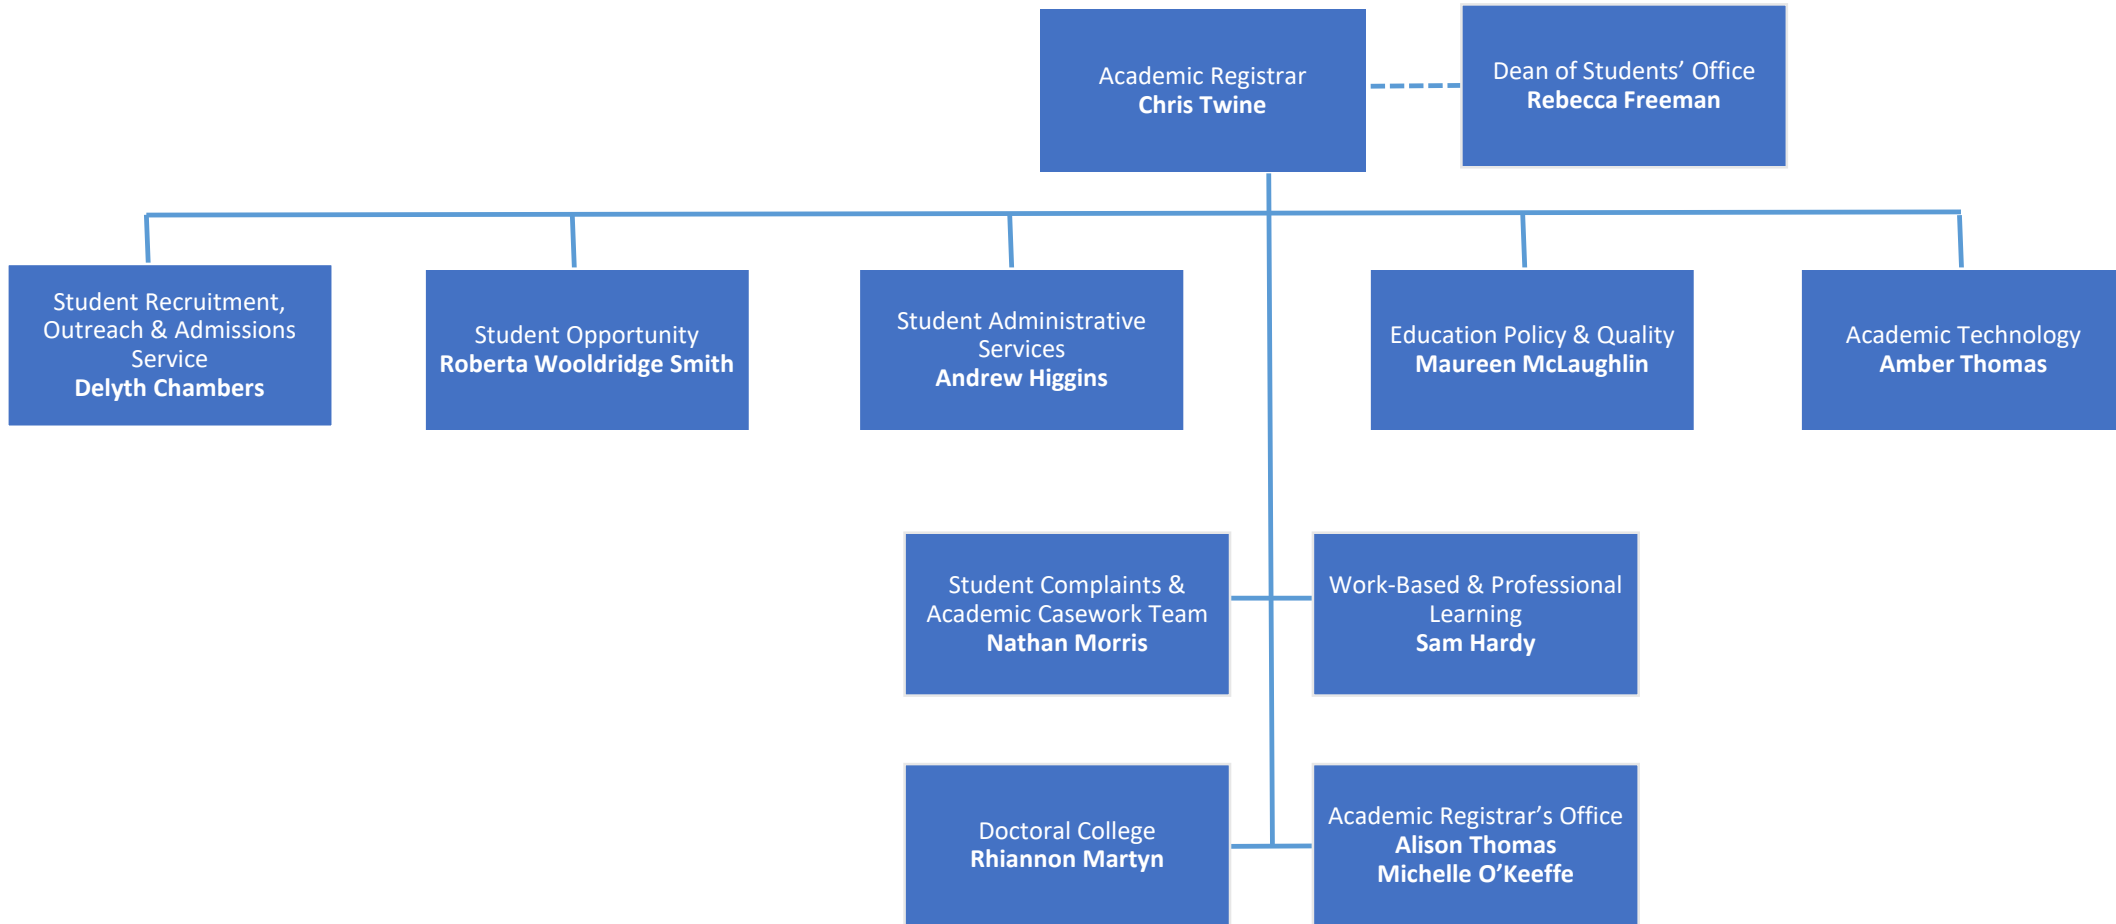 Academic Registrar
Chris Twine
Dean of Students’ Office
Rebecca Freeman
Student Recruitment,
Outreach & Admissions
Service
Delyth Chambers
Student Opportunity
Roberta Wooldridge Smith
Student Administrative
Services
Andrew Higgins
Education Policy & Quality
Maureen McLaughlin
Academic Technology
Amber Thomas
Student Complaints &
Academic Casework Team
Nathan Morris
Work-Based & Professional
Learning
Sam Hardy
Doctoral College
Rhiannon Martyn
Academic Registrar’s Office
Alison Thomas
Michelle O’Keeffe